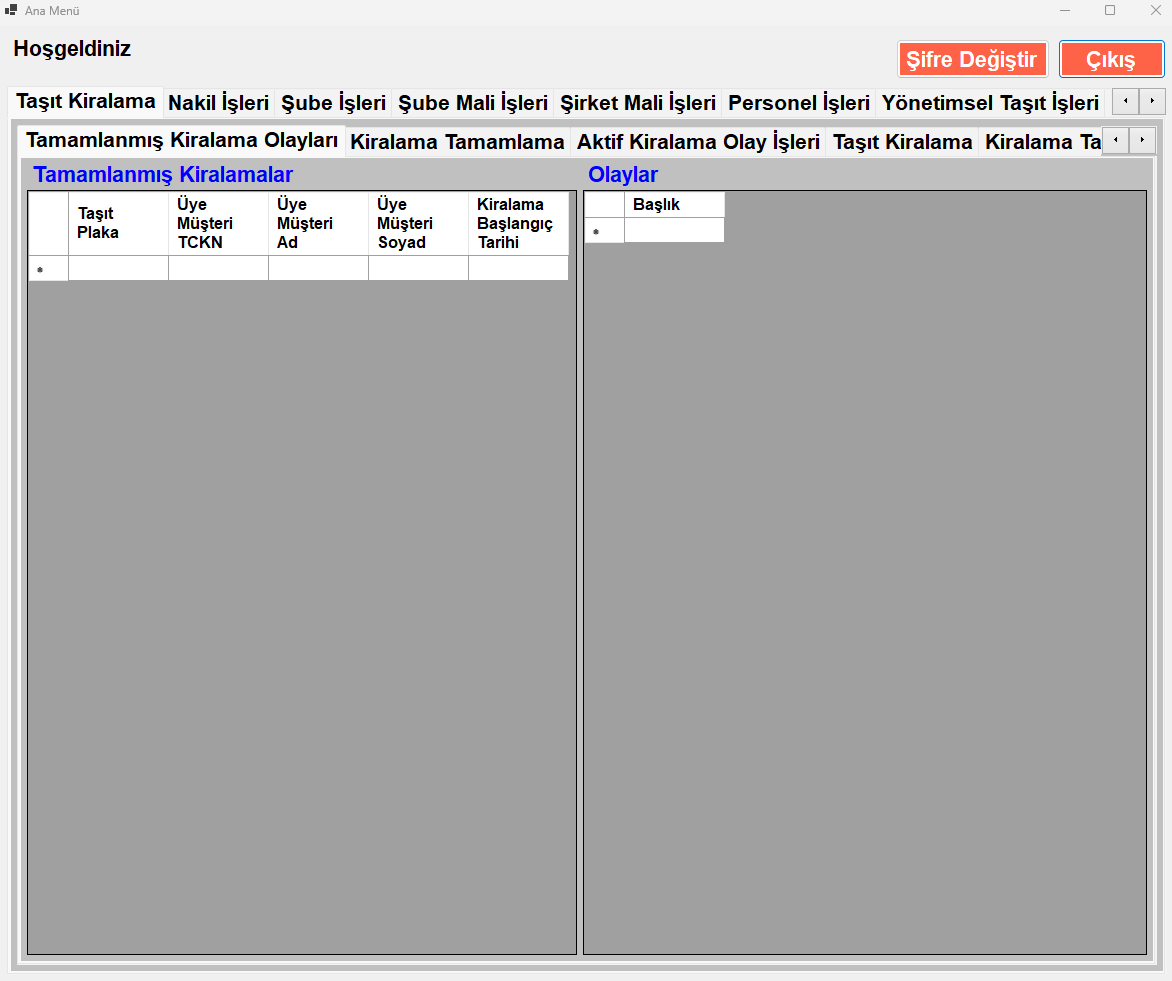 Ana Menü
Hoşgeldiniz
Şifre Değiştir
Çıkış
Taşıt Kiralama
Nakil İşleri
Şube İşleri
Şube Mali İşleri
Şirket Mali İşleri
Personel İşleri
Yönetimsel Taşıt İşleri
Tamamlanmış Kiralama Olayları
Kiralama Tamamlama
Aktif Kiralama Olay İşleri
Taşıt Kiralama
Kiralama Ta
Tamamlanmış Kiralamalar
Taşıt
Plaka
Üye
Müşteri
TCKN
Üye
Müşteri
Ad
Üye
Müşteri
Soyad
Kiralama
Başlangıç
Tarihi
Olaylar
Başlık